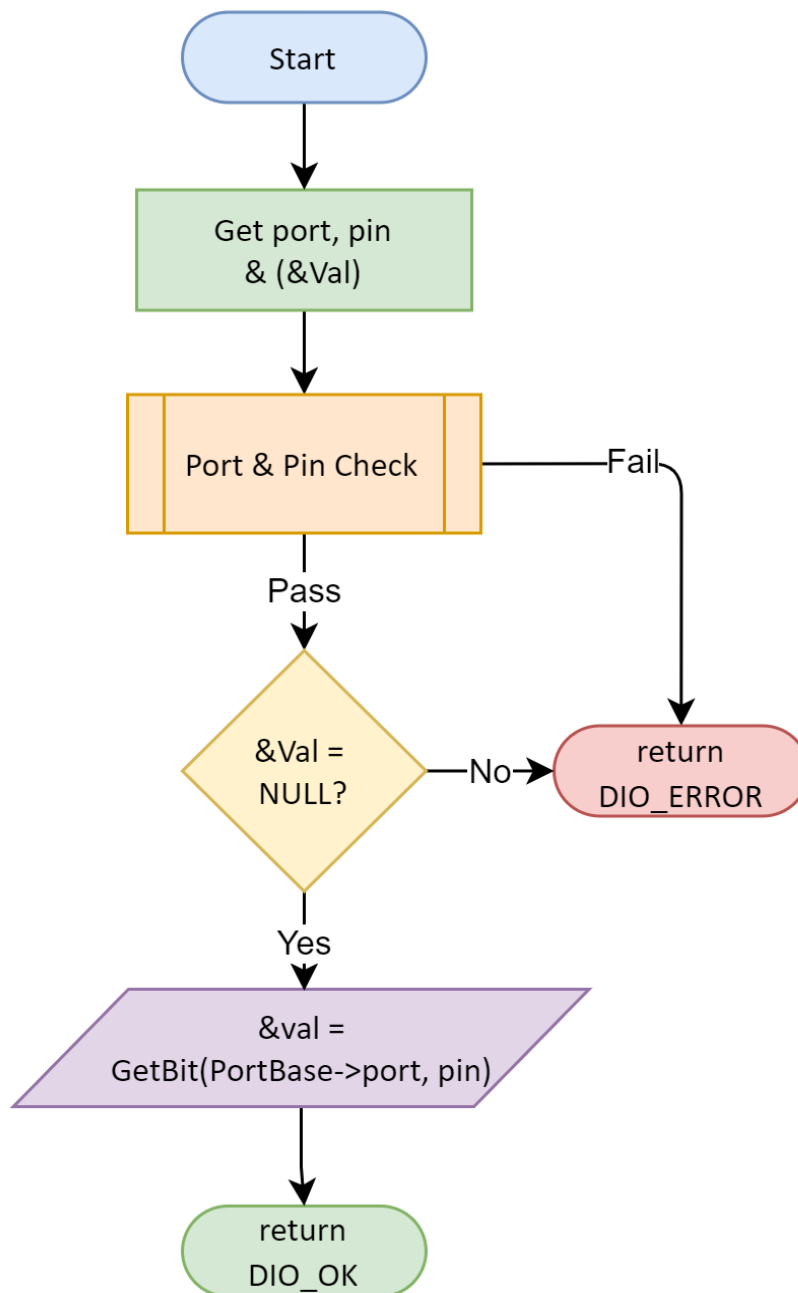 Start
Get port, pin
& (&Val)
Port & Pin Check
Fail
Pass
&Val =
NULL?
No
return
DIO_ERROR
Yes
&val =
GetBit(PortBase->port, pin)
return
DIO_OK